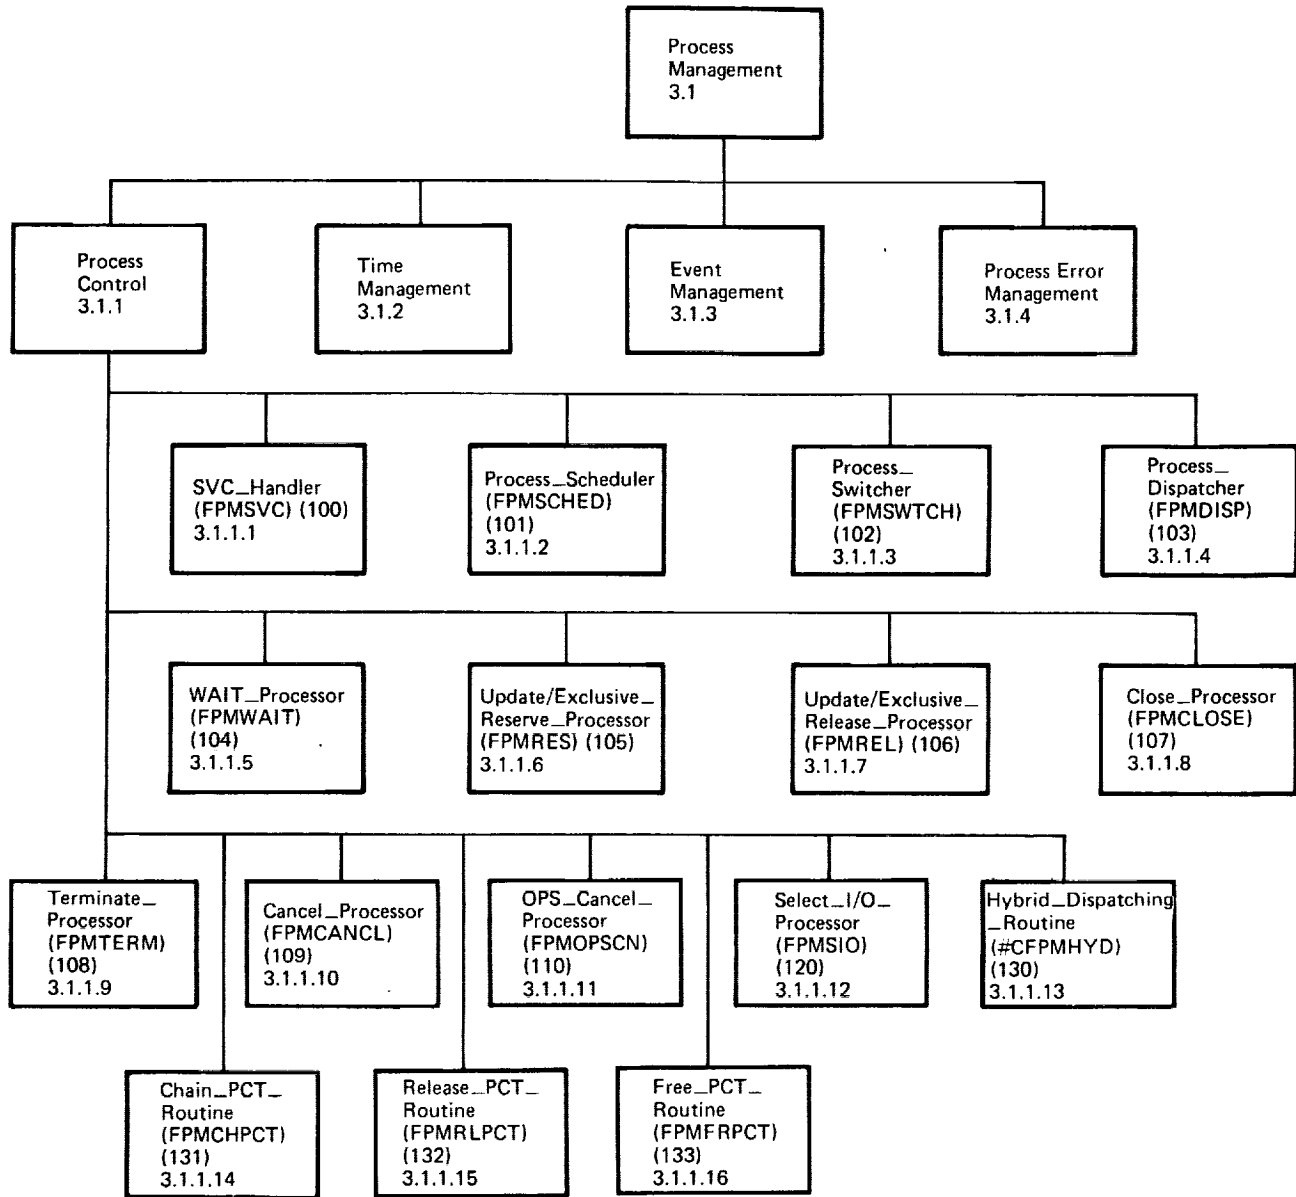 Process
Management
3.1
Process
Control
3.1.1
Time
Management
3.1.2
Event
Management
3.1.3
Process Error
Management
3.1.4
SVC_Handler
(FPMSVC) (100)
3.1.1.1
Process_Scheduler
(FPMSCHED)
(101)
3.1.1.2
Process_
Switcher
(FPMSWTCH)
(102)
3.1.1.3
Process_
Dispatcher
(FPMDISP)
(103)
3.1.1.4
WAIT_Processor
(FPMWAIT)
(104)
3.1.1.5
Update/Exclusive_
Reserve_Processor
(FPMRES) (105)
3.1.1.6
Update/Exclusive_
Release_Processor
(FPMREL) (106)
3.1.1.7
Close_Processor
(FPMCLOSE)
(107)
3.1.1.8
Terminate_
Processor
(FPMTERM)
(108)
3.1.1.9
Cancel_Processor
(FPMCANCL)
(109)
3.1.1.10
OPS_Cancel_
Processor
(FPMOPSCN)
(110)
3.1.1.11
Select_I/O_
Processor
(FPMSIO)
(120)
3.1.1.12
Hybrid_Dispatching
_Routine
(#CFPMHYD)
(130)
3.1.1.13
Chain_PCT_
Routine
(FPMCHPCT)
(131)
3.1.1.14
Release_PCT_
Routine
(FPMRLPCT)
(132)
3.1.1.15
Free_PCT_
Routine
(FPMFRPCT)
(133)
3.1.1.16